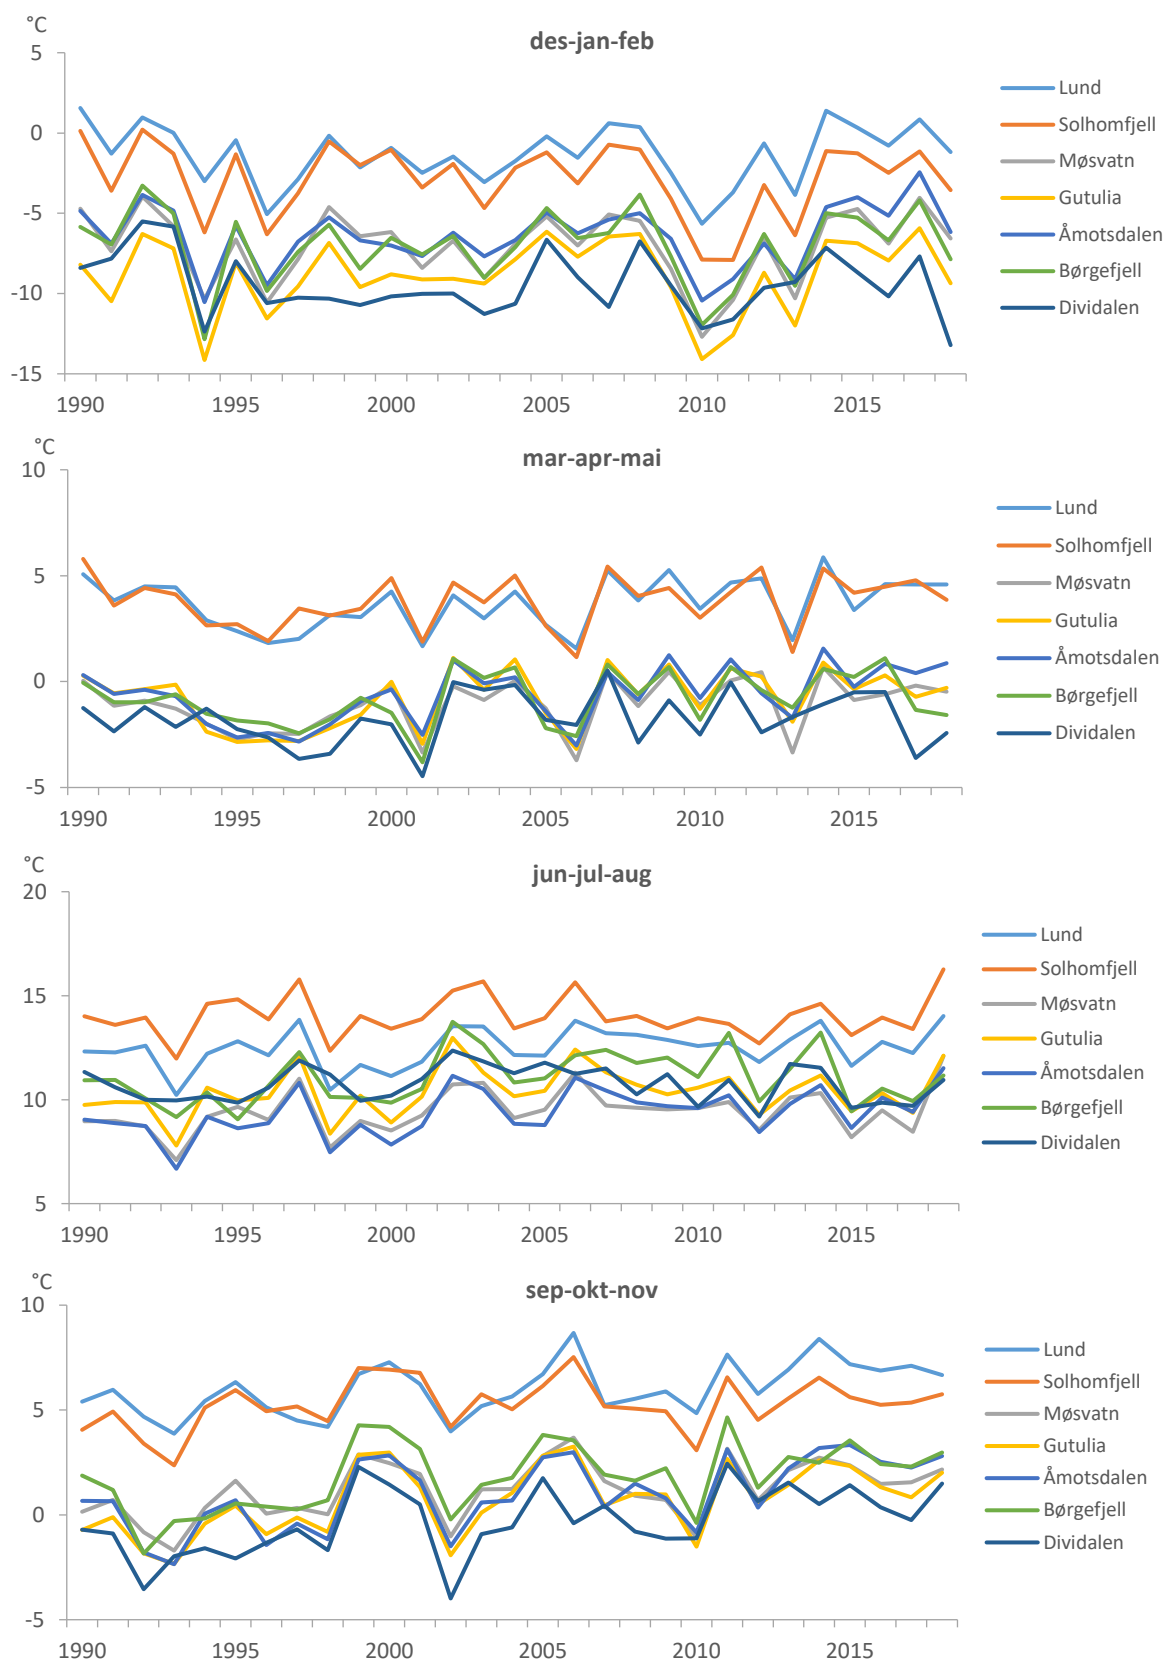 °C
des-jan-feb
5
0
-5
-10
-15
1990 1995 2000 2005 2010 2015
Lund
Solhomfjell
Møsvatn
Gutulia
Åmotsdalen
Børgefjell
Dividalen
°C
mar-apr-mai
10
5
0
-5
1990 1995 2000 2005 2010 2015
Lund
Solhomfjell
Møsvatn
Gutulia
Åmotsdalen
Børgefjell
Dividalen
°C
jun-jul-aug
20
15
10
5
1990 1995 2000 2005 2010 2015
Lund
Solhomfjell
Møsvatn
Gutulia
Åmotsdalen
Børgefjell
Dividalen
°C
sep-okt-nov
10
5
0
-5
1990 1995 2000 2005 2010 2015
Lund
Solhomfjell
Møsvatn
Gutulia
Åmotsdalen
Børgefjell
Dividalen